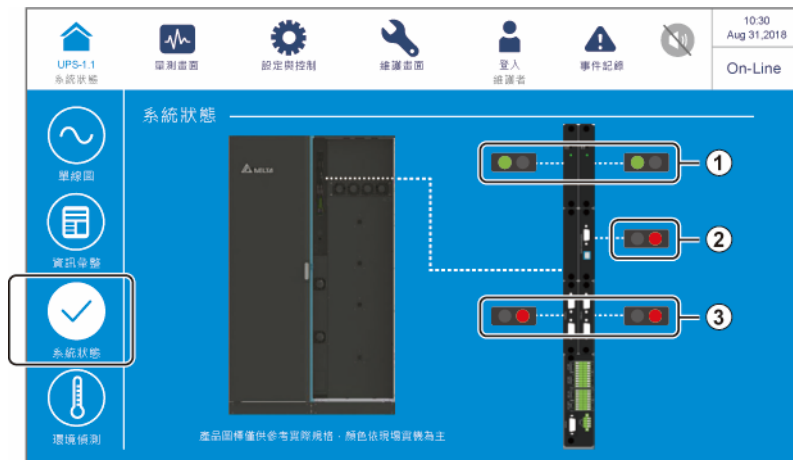 10:30
Aug 31,2018
On-Line
UPS-1.1
系統狀態
量測畫面
設定與控制
維護畫面
登入
維護者
事件記錄
單線圖
資訊彙整
系統狀態
環境偵測
系統狀態
DELTA
1
2
3
產品圖樣僅供參考實際規格，顏色依現場實機為主